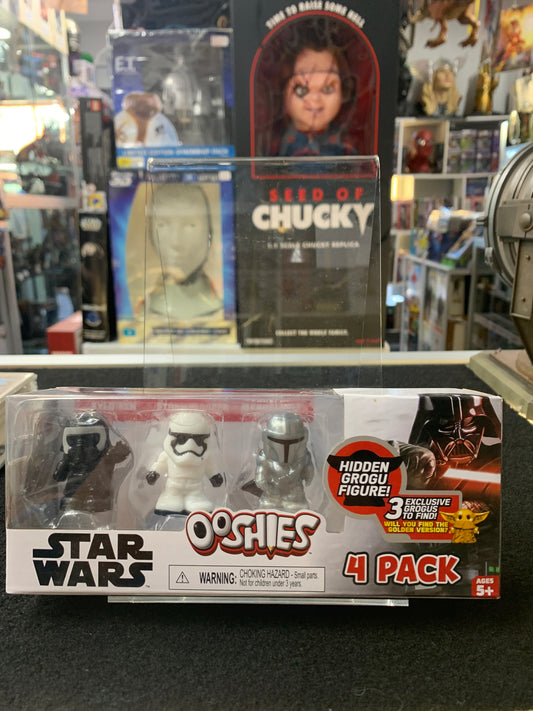 TIME TO RAISE SOME HELL
E.T.
SEED OF
CHUCKY
COLLECT THE WHOLE FAMILY.
HIDDEN
GROGU
FIGURE!
3 EXCLUSIVE
GROGUS
TO FIND!
WILL YOU FIND THE
GOLDEN VERSION?
OOSHIES
STAR
WARS
WARNING: CHOKING HAZARD - Small parts.
Not for children under 3 years.
4 PACK
AGES
5+